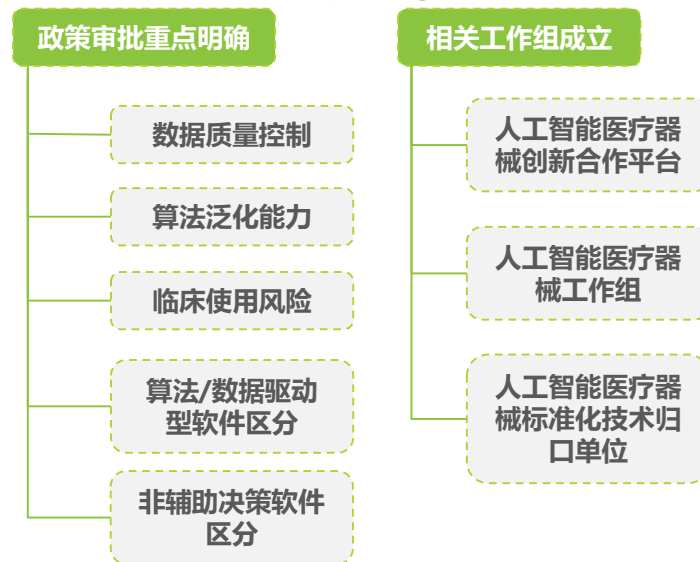 政策审批重点明确
数据质量控制
算法泛化能力
临床使用风险
算法/数据驱动
型软件区分
非辅助决策软件
区分
相关工作组成立
人工智能医疗器
械创新合作平台
人工智能医疗器
械工作组
人工智能医疗器
械标准化技术归
口单位